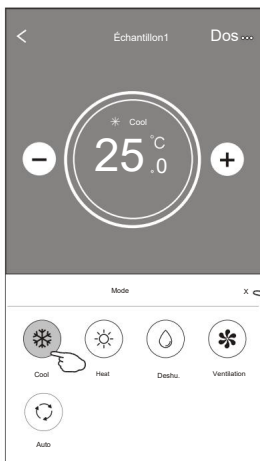 Échantillon1 Dos ...
Cool
25.0 °C
Mode x
Cool Heat Deshu. Ventilation
Auto